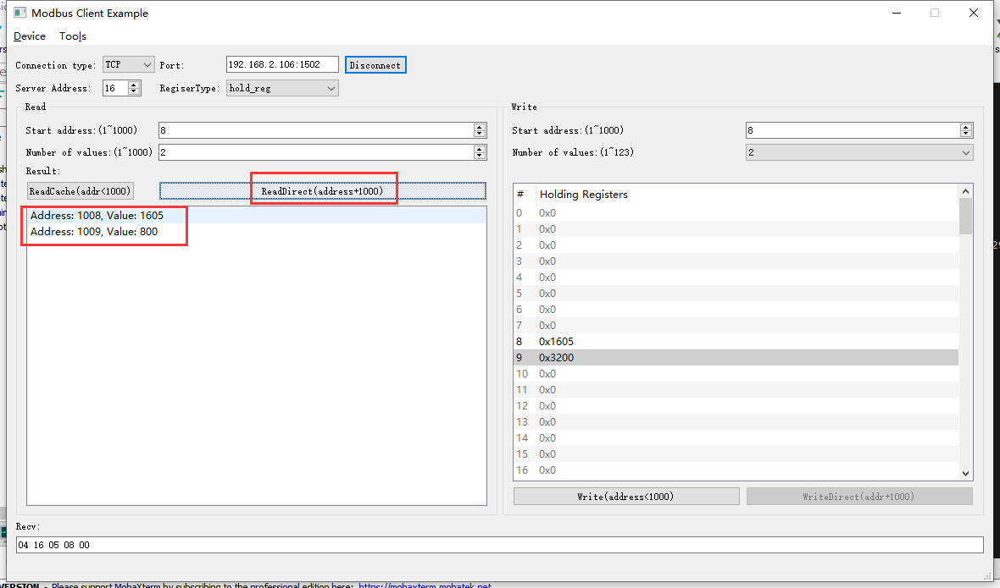 Modbus Client Example
Device Tools
Connection type: TCP Port: 192.168.2.106:1502 Disconnect
Server Address: 16 RegiserType: hold_reg
Read
Start address:(1~1000) 8
Number of values:(1~1000) 2
Result:
ReadCache(addr<1000) ReadDirect(address+1000)
Address: 1008, Value: 1605
Address: 1009, Value: 800
Write
Start address:(1~1000) 8
Number of values:(1~123) 2
# Holding Registers
0 0x0
1 0x0
2 0x0
3 0x0
4 0x0
5 0x0
6 0x0
7 0x0
8 0x1605
9 0x3200
10 0x0
11 0x0
12 0x0
13 0x0
14 0x0
15 0x0
16 0x0
Write(address<1000) WriteDirect(addr+1000)
Recv:
04 16 05 08 00
VERSION - Please support MobaXterm by subscribing to the professional edition here: https://mobaxterm.mobatek.net